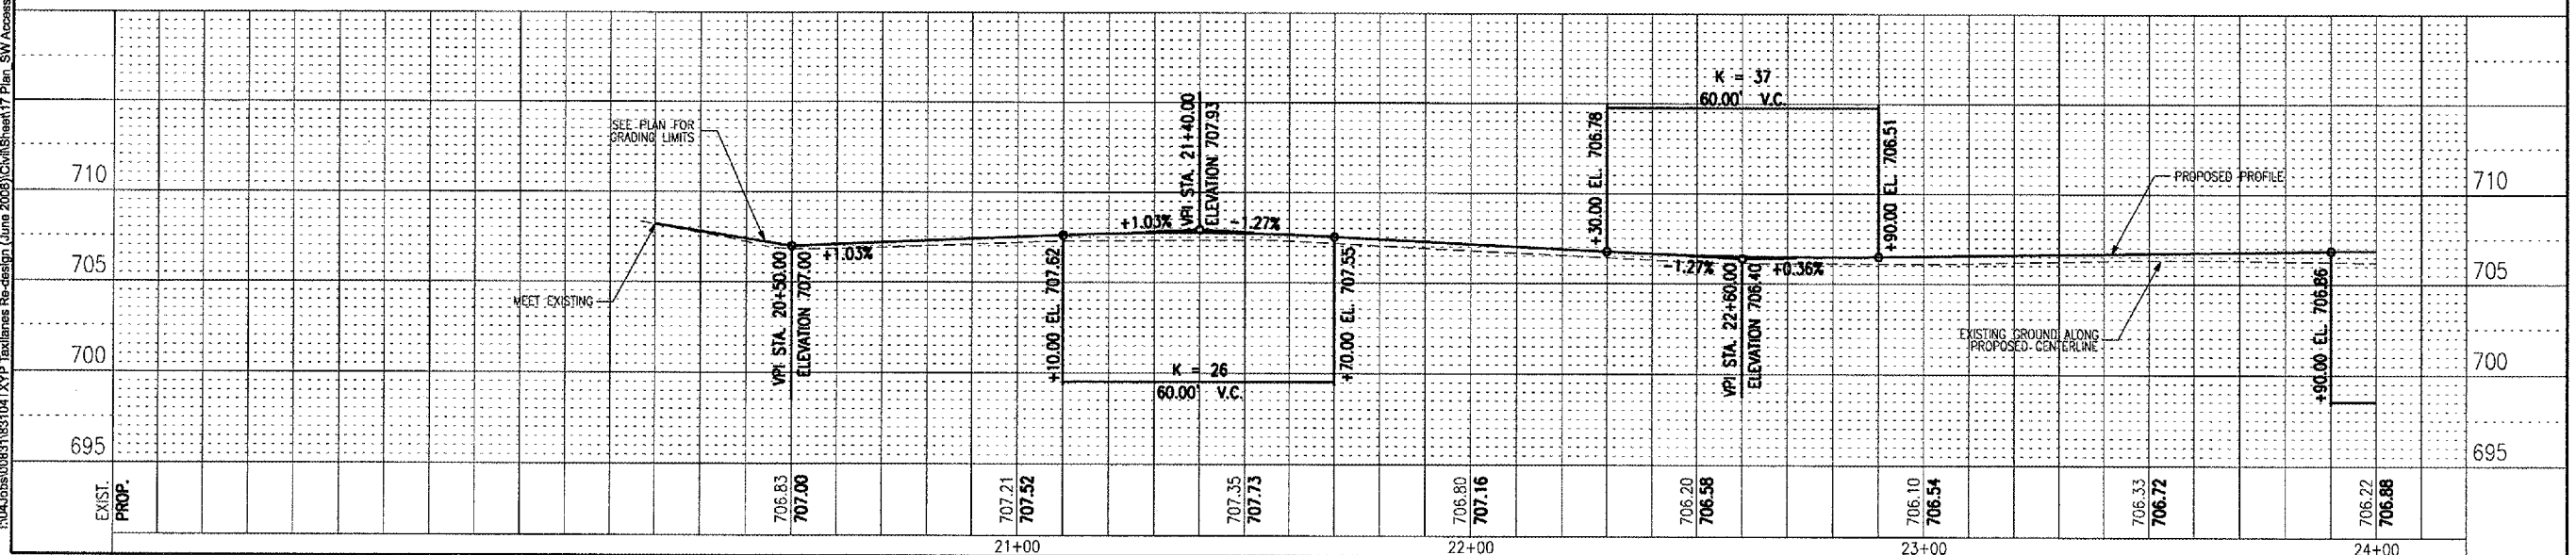 I:\04Jobs\00831\83104TXYP Taxilanes Re-design (June 2008)\Civil\Sheet\17 Plan_SW Access
K = 37
60.00' V.C.
VPI STA. 21+40.00
ELEVATION 707.93
+30.00 EL. 706.78
+90.00 EL. 706.51
SEE PLAN FOR
GRADING LIMITS
710
PROPOSED PROFILE
710
+1.03%
-1.27%
+1.03%
-1.27%
+0.36%
705
705
MEET EXISTING
VPI STA. 20+50.00
ELEVATION 707.00
+10.00 EL. 707.62
+70.00 EL. 707.55
VPI STA. 22+60.00
ELEVATION 706.40
EXISTING GROUND ALONG
PROPOSED CENTERLINE
+90.00 EL. 706.86
700
700
K = 26
60.00' V.C.
695
695
EXIST.
PROP.
706.83
707.00
707.21
707.52
707.35
707.73
706.80
707.16
706.20
706.58
706.10
706.54
706.33
706.72
706.22
706.88
21+00
22+00
23+00
24+00